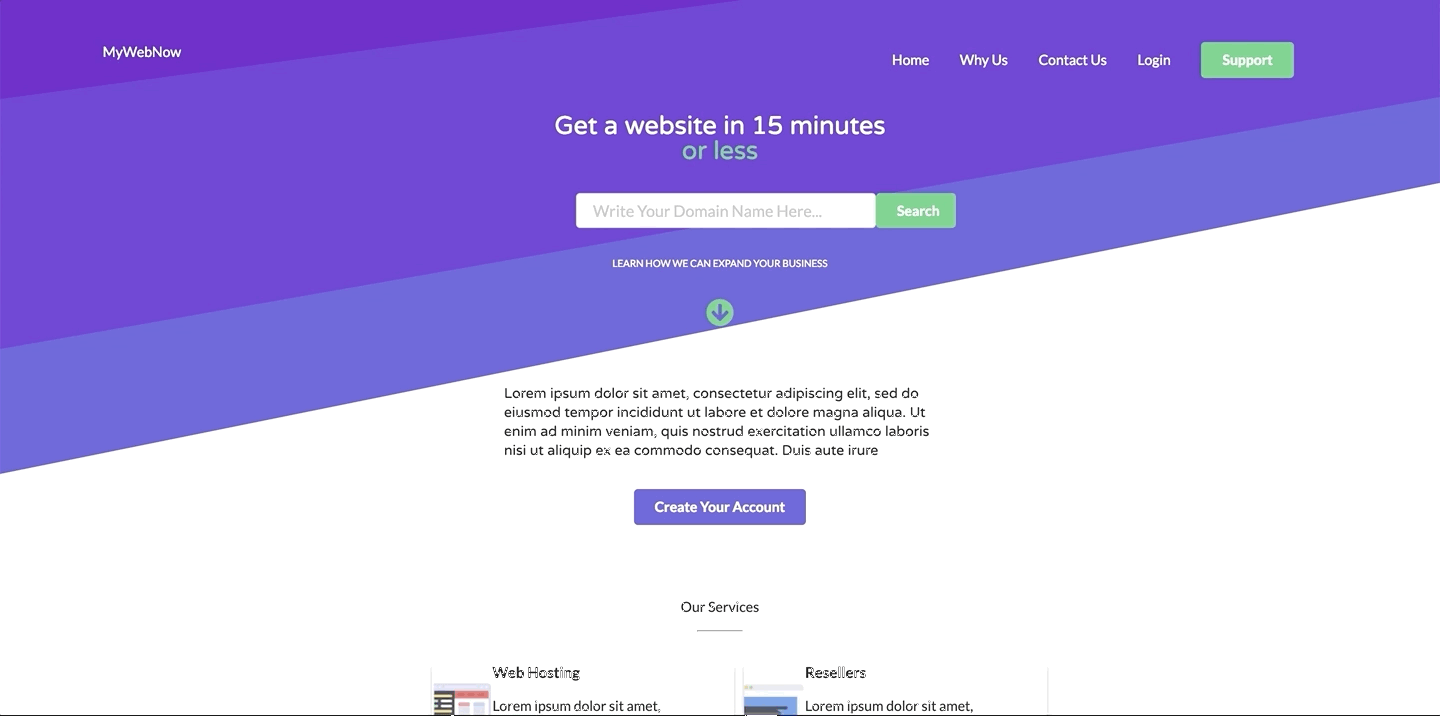 MyWebNow
Home Why Us Contact Us Login Support
Get a website in 15 minutes
or less
Write Your Domain Name Here... Search
LEARN HOW WE CAN EXPAND YOUR BUSINESS
Lorem ipsum dolor sit amet, consectetur adipiscing elit, sed do
eiusmod tempor incididunt ut labore et dolore magna aliqua. Ut
enim ad minim veniam, quis nostrud exercitation ullamco laboris
nisi ut aliquip ex ea commodo consequat. Duis aute irure
Create Your Account
Our Services
Web Hosting
Lorem ipsum dolor sit amet,
Resellers
Lorem ipsum dolor sit amet,